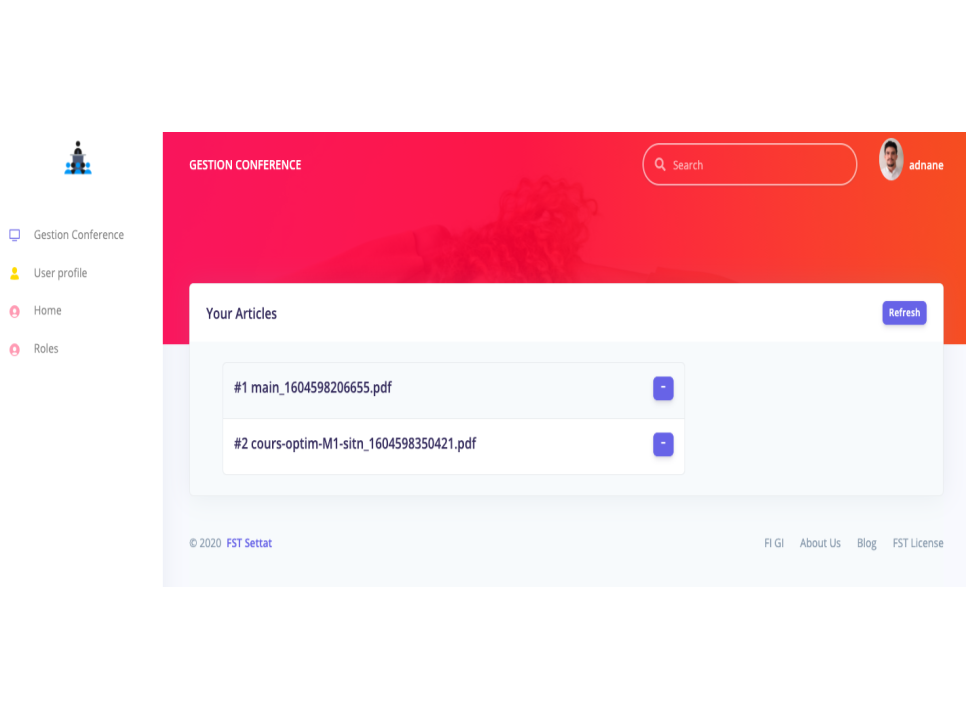 GESTION CONFERENCE
Search
adnane
Gestion Conference
User profile
Home
Roles
Your Articles
Refresh
#1 main_1604598206655.pdf
-
#2 cours-optim-M1-sitn_1604598350421.pdf
-
© 2020 FST Settat
FI GI About Us Blog FST License